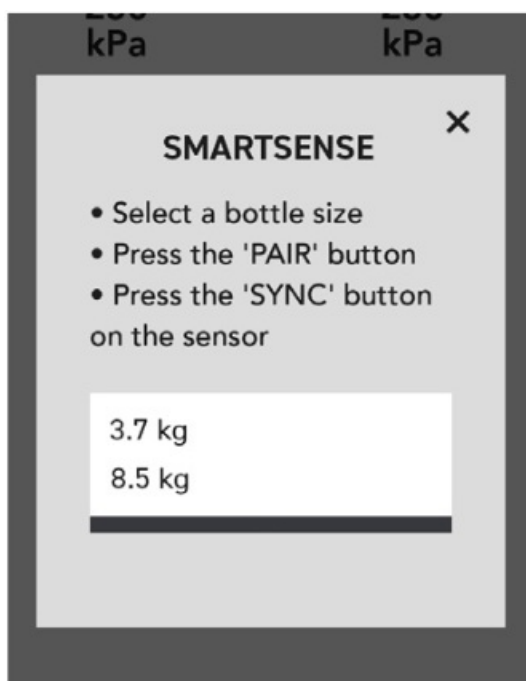 kPa
kPa
×
SMARTSENSE
• Select a bottle size
• Press the 'PAIR' button
• Press the 'SYNC' button
on the sensor
3.7 kg
8.5 kg